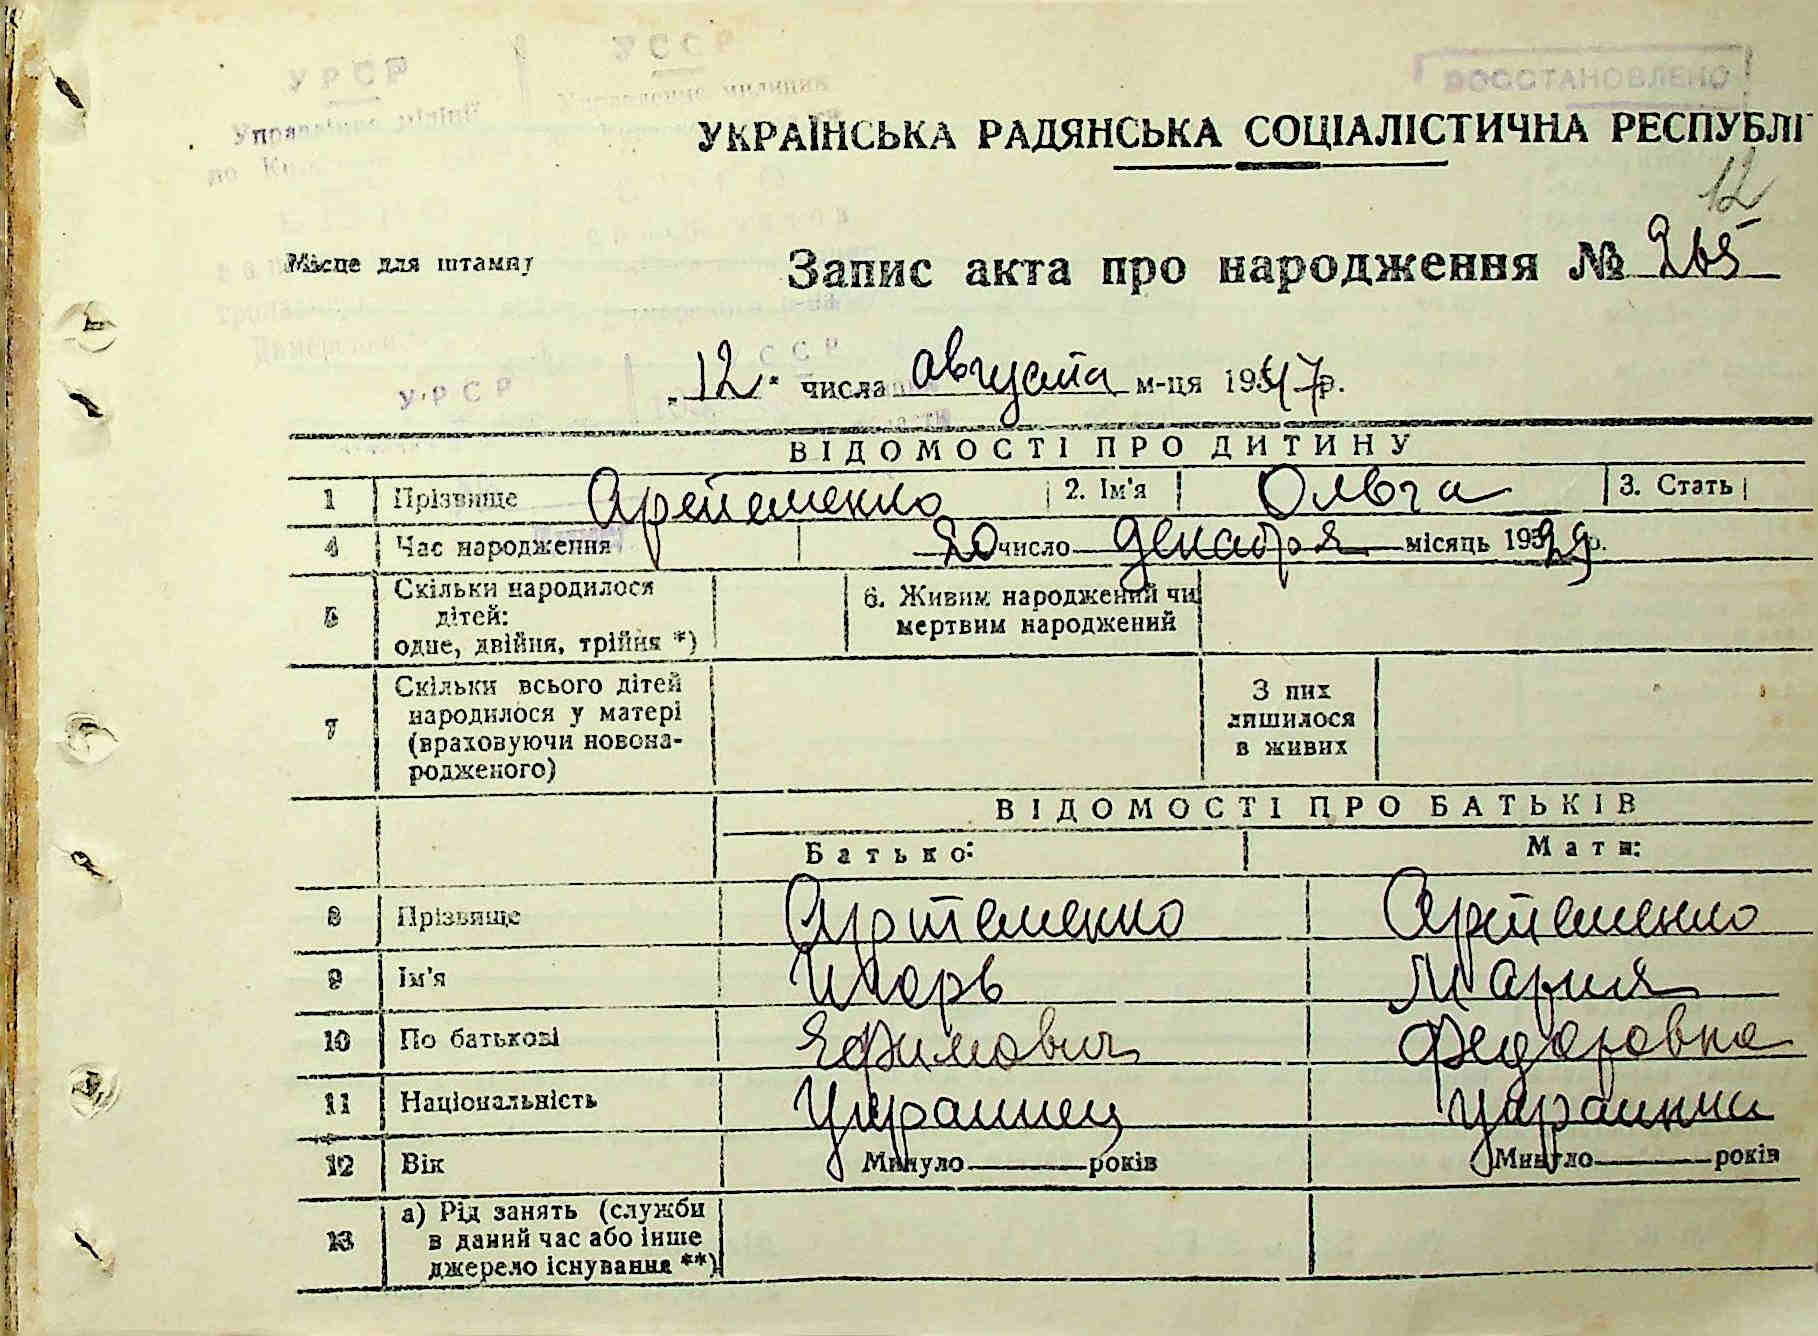 У Р С Р
У С С Р
ВОССТАНОВЛЕНО
Управління міліції
УКРАЇНСЬКА РАДЯНСЬКА СОЦІАЛІСТИЧНА РЕСПУБЛІ
12
Місце для штампу
Запис акта про народження № 265
„12" числа августа м-ця 1947 р.
У Р С Р
ВІДОМОСТІ ПРО ДИТИНУ
1 Прізвище Артеменко 2. Ім'я Ольга 3. Стать
4 Час народження 20 число декабря місяць 1929 р.
5 Скільки народилося дітей: одне, двійня, трійня *) 6. Живим народжений чи мертвим народжений
7 Скільки всього дітей народилося у матері (враховуючи новона-родженого) З них лишилося в живих
ВІДОМОСТІ ПРО БАТЬКІВ
Батько: Мати:
8 Прізвище Артеменко Артеменко
9 Ім'я Игорь Мария
10 По батькові Ефимович Федоровна
11 Національність Украинец украинка
12 Вік Минуло років Минуло років
13 а) Рід занять (служби в даний час або інше джерело існування **)